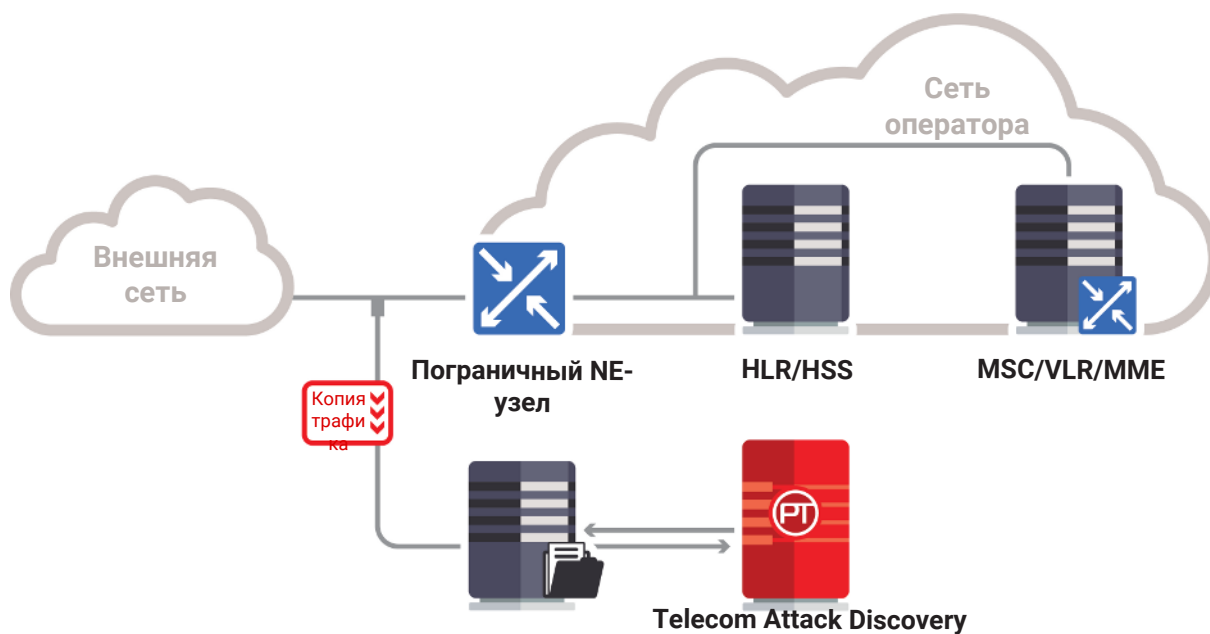 Сеть
оператора
Внешняя
сеть
Пограничный NE-
узел
HLR/HSS
MSC/VLR/MME
Копия
трафи
ка
PT
Telecom Attack Discovery